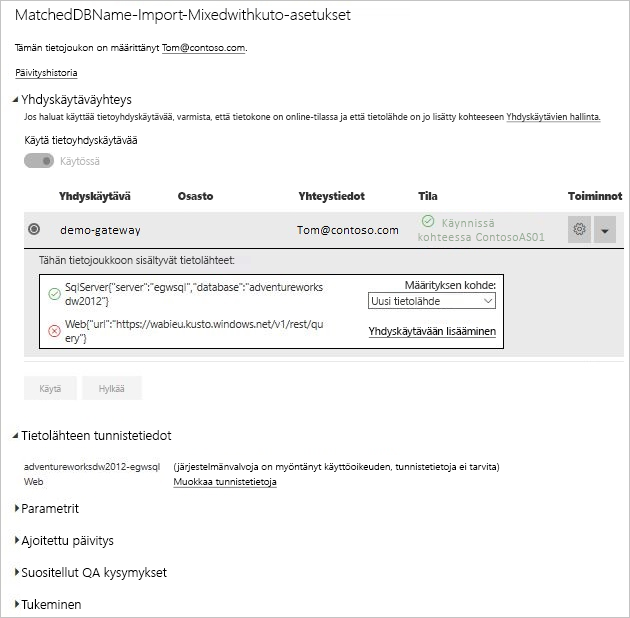 MatchedDBName-Import-Mixedwithkuto-asetukset
Tämän tietojoukon on määrittänyt Tom@contoso.com.
Päivityshistoria
Yhdyskäytäväyhteys
Jos haluat käyttää tietoyhdyskäytävää, varmista, että tietokone on online-tilassa ja että tietolähde on jo lisätty kohteeseen Yhdyskäytävien hallinta.
Käytä tietoyhdyskäytävää
Käytössä
Yhdyskäytävä Osasto Yhteystiedot Tila Toiminnot
demo-gateway Tom@contoso.com Käynnissä
kohteessa ContosoAS01
Tähän tietojoukkoon sisältyvät tietolähteet:
SqlServer{"server":"egwsql","database":"adventureworks
dw2012"}
Määrityksen kohde:
Uusi tietolähde
Web{"url":"https://wabieu.kusto.windows.net/v1/rest/qu
ery"}
Yhdyskäytävään lisääminen
Käytä Hylkää
Tietolähteen tunnistetiedot
adventureworksdw2012-egwsql (järjestelmänvalvoja on myöntänyt käyttöoikeuden, tunnistetietoja ei tarvita)
Web Muokkaa tunnistetietoja
Parametrit
Ajoitettu päivitys
Suositellut QA kysymykset
Tukeminen